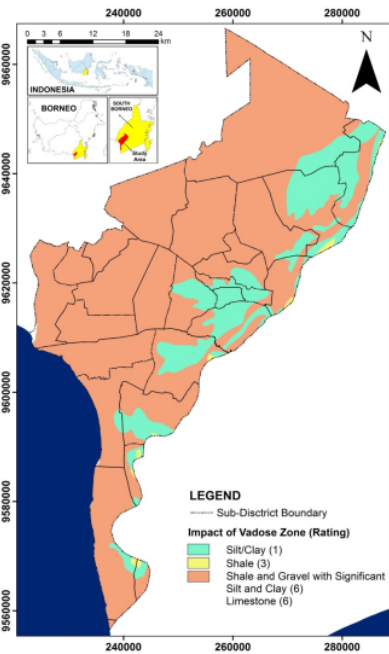 240000 260000 280000
0 3 6 12 18 24
km
N
INDONESIA
BORNEO
SOUTH
BORNEO
Study
Area
9660000
9640000
9620000
9600000
9580000
9560000
LEGEND
Sub-Disctrict Boundary
Impact of Vadose Zone (Rating)
Silt/Clay (1)
Shale (3)
Shale and Gravel with Significant
Silt and Clay (6)
Limestone (6)
240000 260000 280000